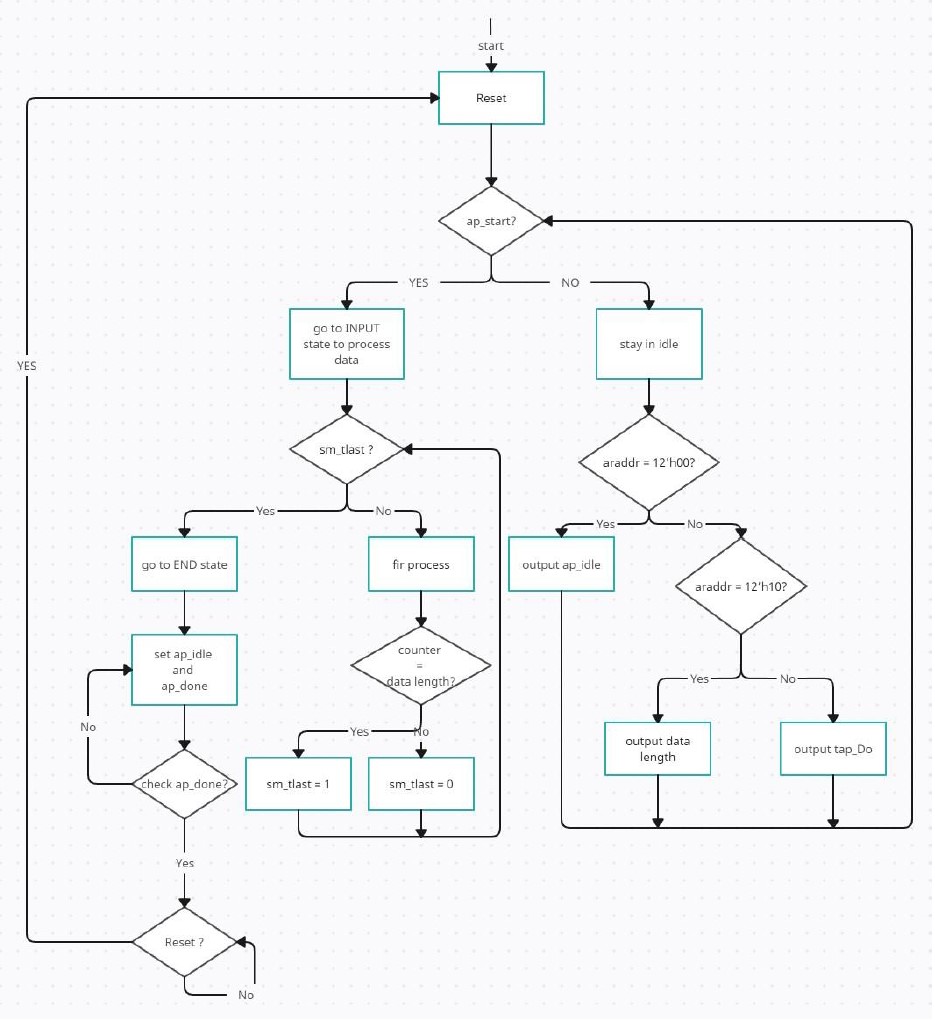 start
Reset
ap_start?
YES
NO
go to INPUT
state to process
data
stay in idle
YES
sm_tlast ?
araddr = 12'h00?
Yes
No
Yes
No
go to END state
fir process
output ap_idle
araddr = 12'h10?
set ap_idle
and
ap_done
counter
=
data length?
Yes
No
No
Yes
No
output data
length
output tap_Do
check ap_done?
sm_tlast = 1
sm_tlast = 0
Yes
Reset ?
No